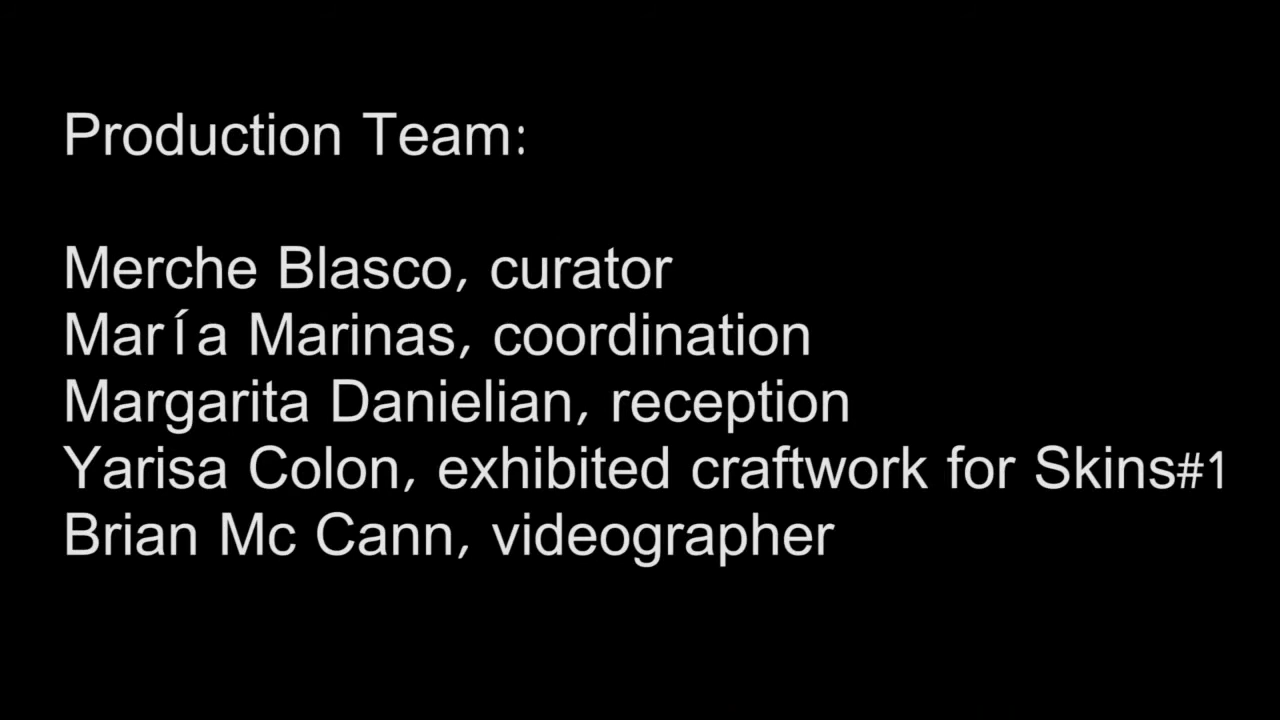 Production Team:
Merche Blasco, curator
María Marinas, coordination
Margarita Danielian, reception
Yarisa Colon, exhibited craftwork for Skins#1
Brian Mc Cann, videographer